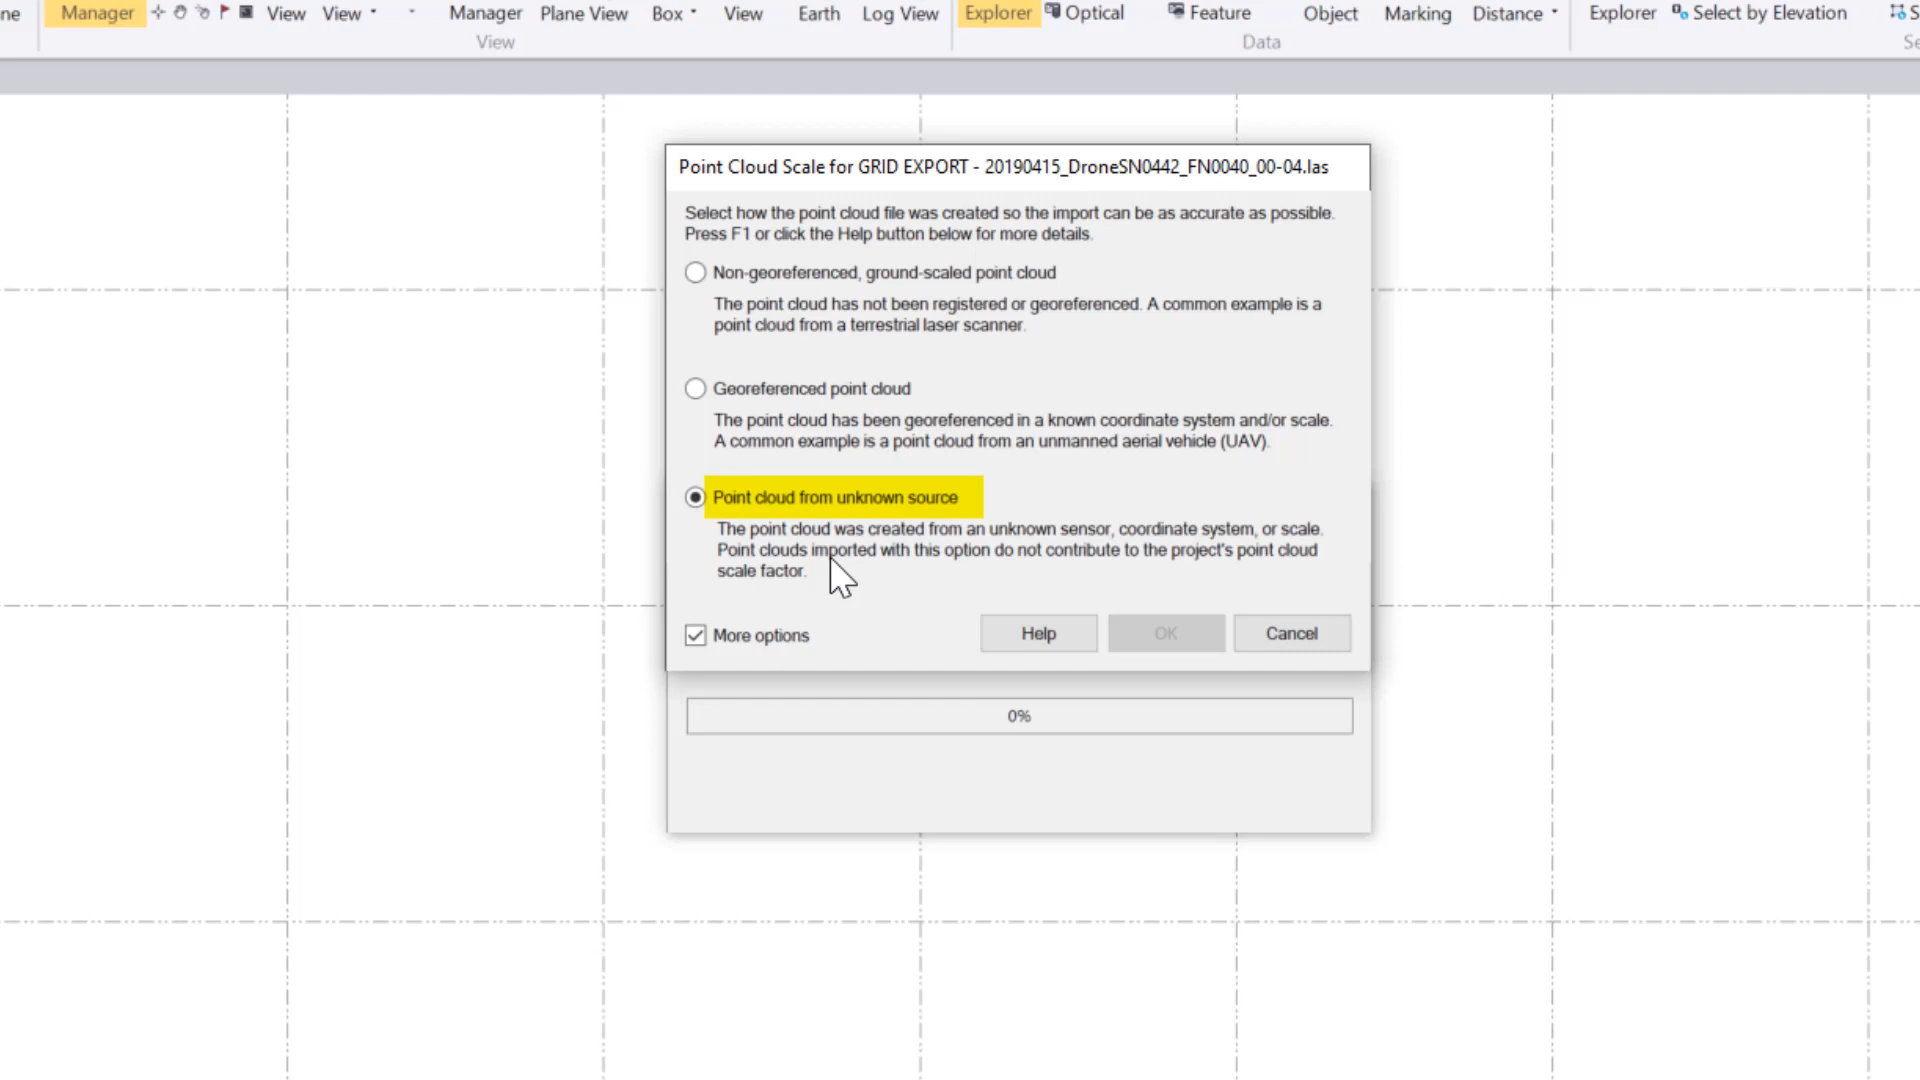 ne Manager View View Manager Plane View Box View Earth Log View Explorer Optical Feature Object Marking Distance Explorer Select by Elevation S
View Data Se
Point Cloud Scale for GRID EXPORT - 20190415_DroneSN0442_FN0040_00-04.las
Select how the point cloud file was created so the import can be as accurate as possible.
Press F1 or click the Help button below for more details.
Non-georeferenced, ground-scaled point cloud
The point cloud has not been registered or georeferenced. A common example is a
point cloud from a terrestrial laser scanner.
Georeferenced point cloud
The point cloud has been georeferenced in a known coordinate system and/or scale.
A common example is a point cloud from an unmanned aerial vehicle (UAV).
Point cloud from unknown source
The point cloud was created from an unknown sensor, coordinate system, or scale.
Point clouds imported with this option do not contribute to the project's point cloud
scale factor.
More options Help OK Cancel
0%